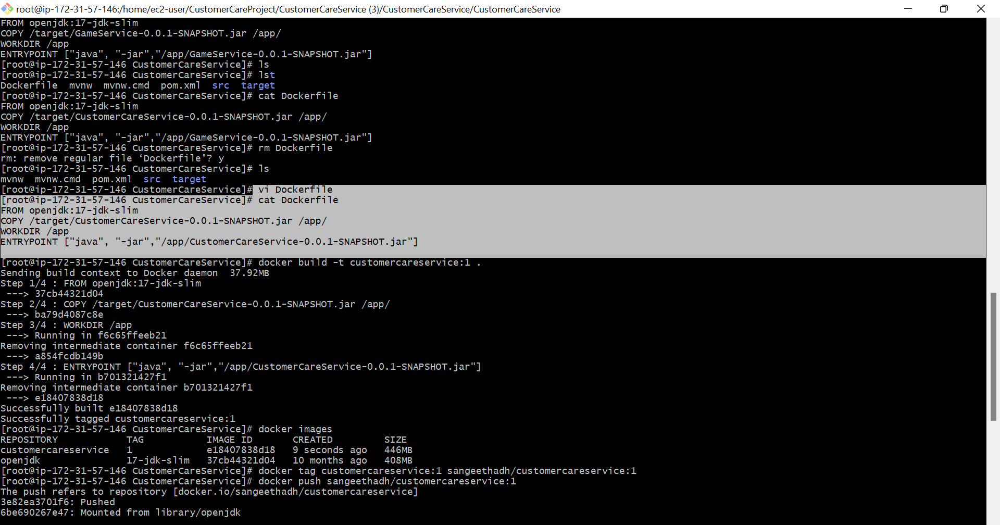 root@ip-172-31-57-146:/home/ec2-user/CustomerCareProject/CustomerCareService (3)/CustomerCareService/CustomerCareService
FROM openjdk:17-jdk-slim
COPY /target/GameService-0.0.1-SNAPSHOT.jar /app/
WORKDIR /app
ENTRYPOINT ["java", "-jar","/app/GameService-0.0.1-SNAPSHOT.jar"]
[root@ip-172-31-57-146 CustomerCareService]# ls
[root@ip-172-31-57-146 CustomerCareService]# lst
Dockerfile  mvnw  mvnw.cmd  pom.xml  src  target
[root@ip-172-31-57-146 CustomerCareService]# cat Dockerfile
FROM openjdk:17-jdk-slim
COPY /target/CustomerCareService-0.0.1-SNAPSHOT.jar /app/
WORKDIR /app
ENTRYPOINT ["java", "-jar","/app/GameService-0.0.1-SNAPSHOT.jar"]
[root@ip-172-31-57-146 CustomerCareService]# rm Dockerfile
rm: remove regular file ‘Dockerfile’? y
[root@ip-172-31-57-146 CustomerCareService]# ls
mvnw  mvnw.cmd  pom.xml  src  target
[root@ip-172-31-57-146 CustomerCareService]# vi Dockerfile
[root@ip-172-31-57-146 CustomerCareService]# cat Dockerfile
FROM openjdk:17-jdk-slim
COPY /target/CustomerCareService-0.0.1-SNAPSHOT.jar /app/
WORKDIR /app
ENTRYPOINT ["java", "-jar","/app/CustomerCareService-0.0.1-SNAPSHOT.jar"]
[root@ip-172-31-57-146 CustomerCareService]# docker build -t customercareservice:1 .
Sending build context to Docker daemon  37.92MB
Step 1/4 : FROM openjdk:17-jdk-slim
 ---> 37cb44321d04
Step 2/4 : COPY /target/CustomerCareService-0.0.1-SNAPSHOT.jar /app/
 ---> ba79d4087c8e
Step 3/4 : WORKDIR /app
 ---> Running in f6c65ffeeb21
Removing intermediate container f6c65ffeeb21
 ---> a854fcdb149b
Step 4/4 : ENTRYPOINT ["java", "-jar","/app/CustomerCareService-0.0.1-SNAPSHOT.jar"]
 ---> Running in b701321427f1
Removing intermediate container b701321427f1
 ---> e18407838d18
Successfully built e18407838d18
Successfully tagged customercareservice:1
[root@ip-172-31-57-146 CustomerCareService]# docker images
REPOSITORY            TAG           IMAGE ID       CREATED         SIZE
customercareservice   1             e18407838d18   9 seconds ago   446MB
openjdk               17-jdk-slim   37cb44321d04   10 months ago   408MB
[root@ip-172-31-57-146 CustomerCareService]# docker tag customercareservice:1 sangeethadh/customercareservice:1
[root@ip-172-31-57-146 CustomerCareService]# docker push sangeethadh/customercareservice:1
The push refers to repository [docker.io/sangeethadh/customercareservice]
3e82ea3701f6: Pushed
6be690267e47: Mounted from library/openjdk